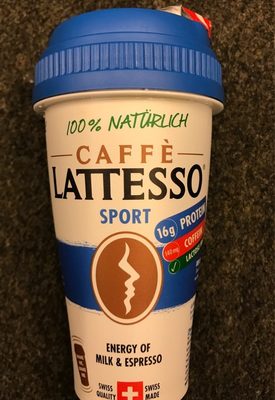 100% NATÜRLICH
CAFFÈ
LATTESSO
SPORT
16g PROTEIN
COFFEIN
ENERGY OF
MILK & ESPRESSO
SWISS SWISS
QUALITY MADE